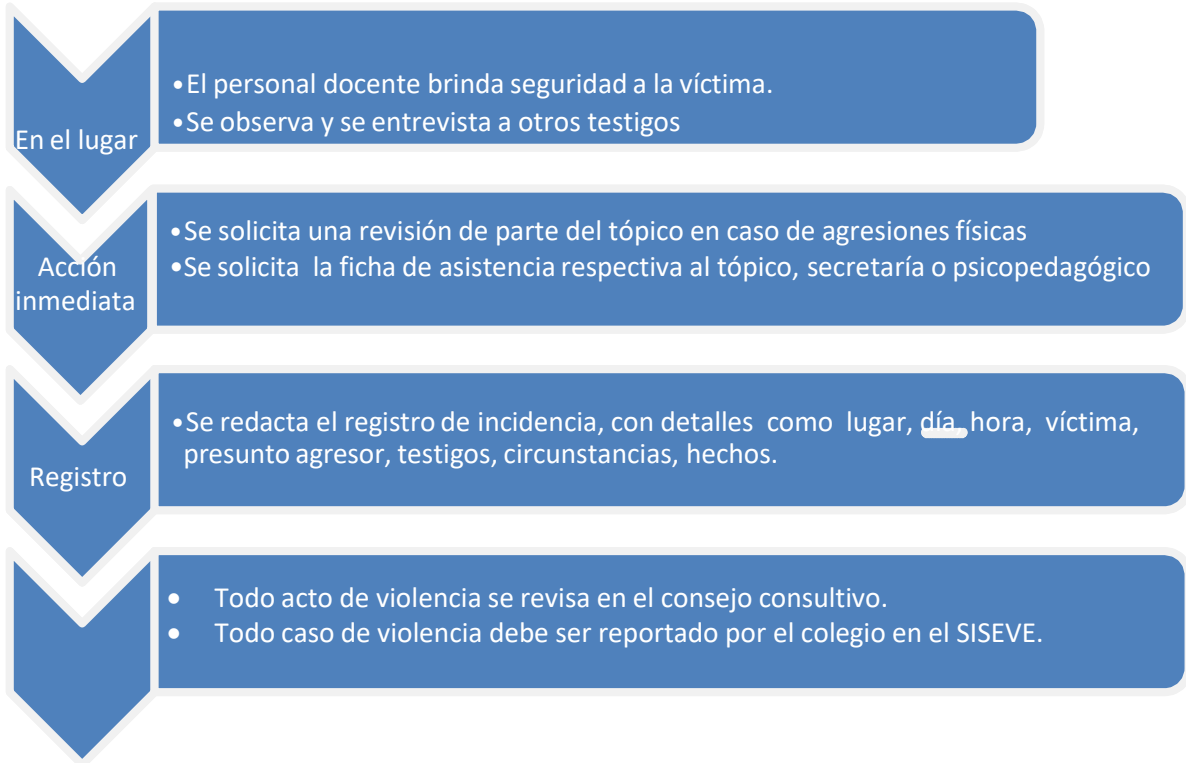 En el lugar
•El personal docente brinda seguridad a la víctima.
•Se observa y se entrevista a otros testigos
Acción
inmediata
•Se solicita una revisión de parte del tópico en caso de agresiones físicas
•Se solicita la ficha de asistencia respectiva al tópico, secretaría o psicopedagógico
Registro
•Se redacta el registro de incidencia, con detalles como lugar, día, hora, víctima,
presunto agresor, testigos, circunstancias, hechos.
• Todo acto de violencia se revisa en el consejo consultivo.
• Todo caso de violencia debe ser reportado por el colegio en el SISEVE.